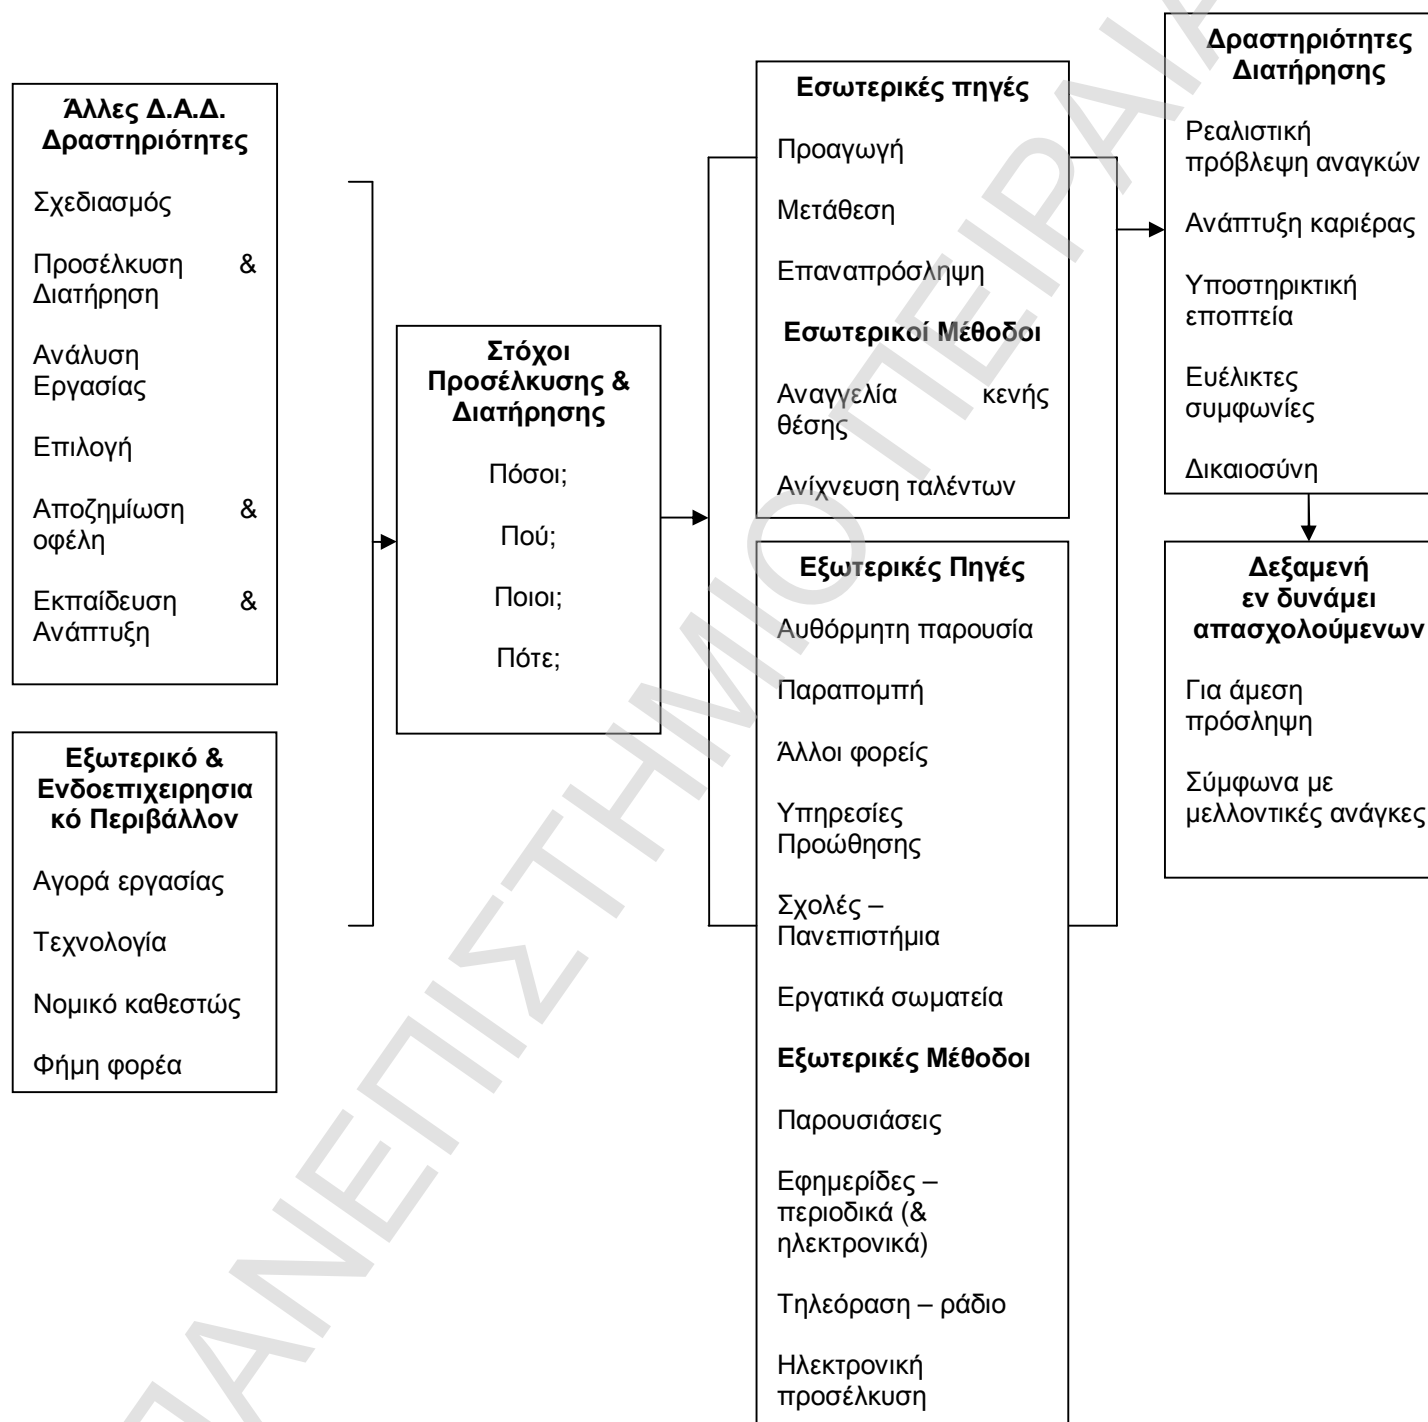 Άλλες Δ.Α.Δ.
Δραστηριότητες
Σχεδιασμός
Προσέλκυση &
Διατήρηση
Ανάλυση
Εργασίας
Επιλογή
Αποζημίωση &
οφέλη
Εκπαίδευση &
Ανάπτυξη
Εξωτερικό &
Ενδοεπιχειρησια
κό Περιβάλλον
Αγορά εργασίας
Τεχνολογία
Νομικό καθεστώς
Φήμη φορέα
Στόχοι
Προσέλκυσης &
Διατήρησης
Πόσοι;
Πού;
Ποιοι;
Πότε;
Εσωτερικές πηγές
Προαγωγή
Μετάθεση
Επαναπρόσληψη
Εσωτερικοί Μέθοδοι
Αναγγελία κενής
θέσης
Ανίχνευση ταλέντων
Εξωτερικές Πηγές
Αυθόρμητη παρουσία
Παραπομπή
Άλλοι φορείς
Υπηρεσίες
Προώθησης
Σχολές –
Πανεπιστήμια
Εργατικά σωματεία
Εξωτερικές Μέθοδοι
Παρουσιάσεις
Εφημερίδες –
περιοδικά (&
ηλεκτρονικά)
Τηλεόραση – ράδιο
Ηλεκτρονική
προσέλκυση
Δραστηριότητες
Διατήρησης
Ρεαλιστική
πρόβλεψη αναγκών
Ανάπτυξη καριέρας
Υποστηρικτική
εποπτεία
Ευέλικτες
συμφωνίες
Δικαιοσύνη
Δεξαμενή
εν δυνάμει
απασχολούμενων
Για άμεση
πρόσληψη
Σύμφωνα με
μελλοντικές ανάγκες
ΠΑΝΕΠΙΣΤΗΜΙΟ ΠΕΙΡΑΙΑ